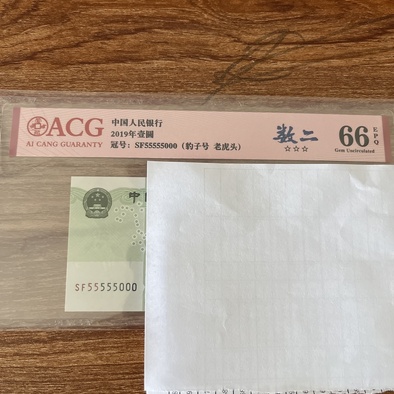 ACG
AI CANG GUARANTY
中国人民银行
2019年壹圆
冠号：SF55555000（豹子号 老虎头）
数二
☆☆☆
66 EPQ
Gem Uncirculated
中
SF55555000